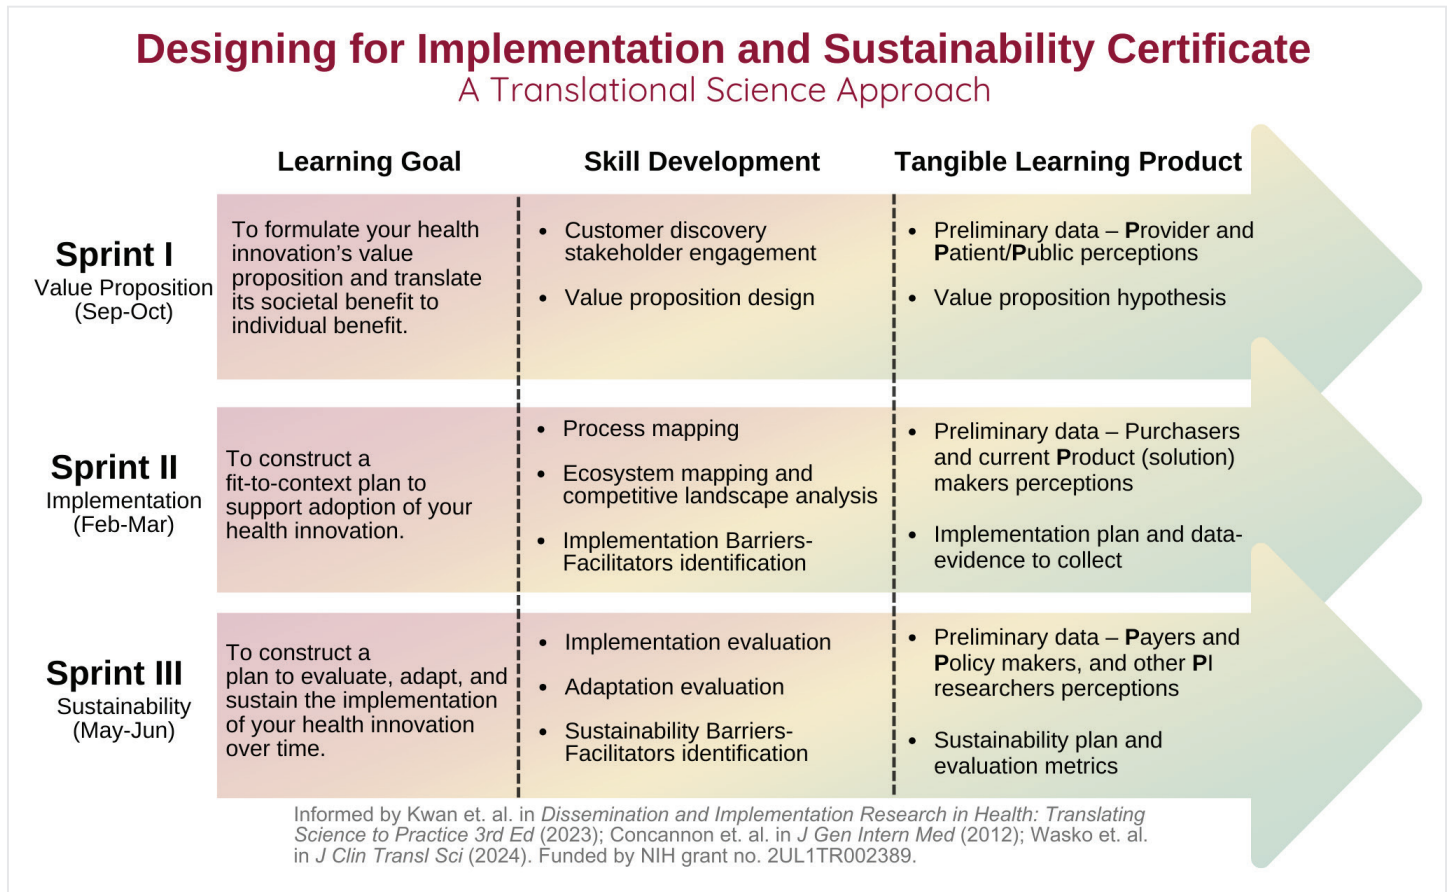 Designing for Implementation and Sustainability Certificate
A Translational Science Approach
Learning Goal
Skill Development
Tangible Learning Product
Sprint I
Value Proposition
(Sep-Oct)
To formulate your health
innovation’s value
proposition and translate
its societal benefit to
individual benefit.
• Customer discovery
stakeholder engagement
• Value proposition design
• Preliminary data – Provider and
Patient/Public perceptions
• Value proposition hypothesis
Sprint II
Implementation
(Feb-Mar)
To construct a
fit-to-context plan to
support adoption of your
health innovation.
• Process mapping
• Ecosystem mapping and
competitive landscape analysis
• Implementation Barriers-
Facilitators identification
• Preliminary data – Purchasers
and current Product (solution)
makers perceptions
• Implementation plan and data-
evidence to collect
Sprint III
Sustainability
(May-Jun)
To construct a
plan to evaluate, adapt, and
sustain the implementation
of your health innovation
over time.
• Implementation evaluation
• Adaptation evaluation
• Sustainability Barriers-
Facilitators identification
• Preliminary data – Payers and
Policy makers, and other PI
researchers perceptions
• Sustainability plan and
evaluation metrics
Informed by Kwan et. al. in Dissemination and Implementation Research in Health: Translating
Science to Practice 3rd Ed (2023); Concannon et. al. in J Gen Intern Med (2012); Wasko et. al.
in J Clin Transl Sci (2024). Funded by NIH grant no. 2UL1TR002389.